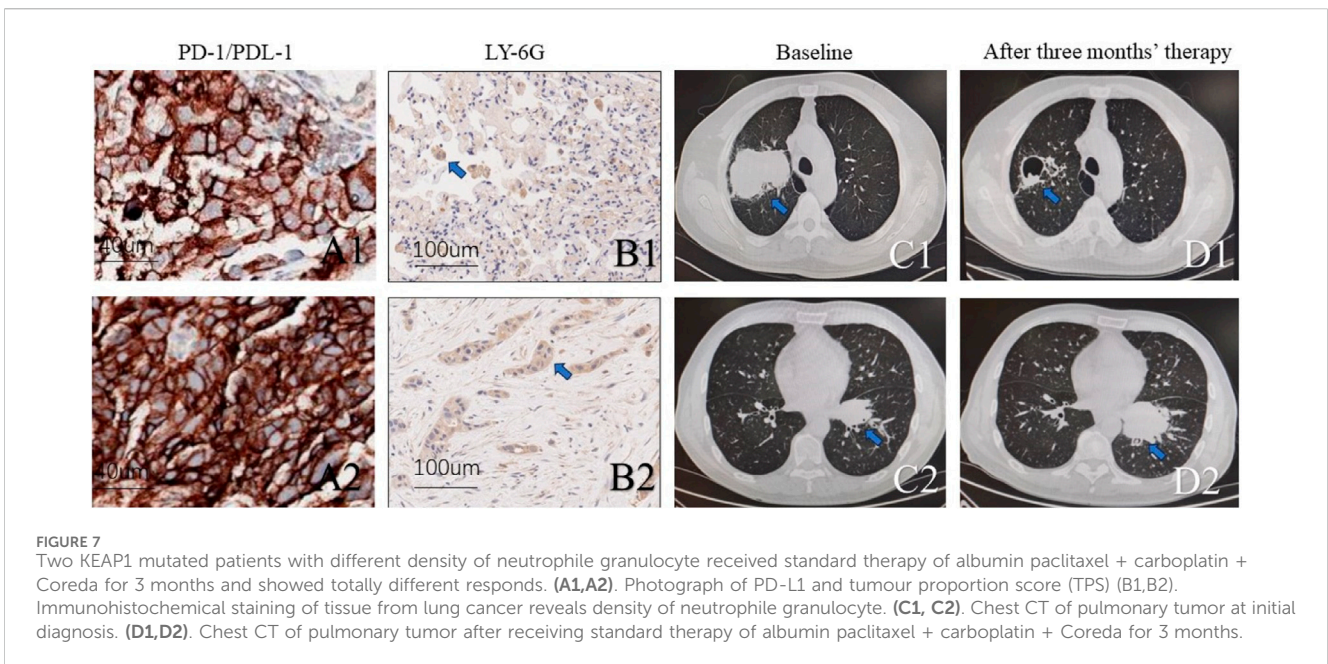 PD-1/PDL-1
LY-6G
Baseline
After three months' therapy
40um
A1
100um
B1
C1
D1
40um
A2
100um
B2
C2
D2
FIGURE 7
Two KEAP1 mutated patients with different density of neutrophile granulocyte received standard therapy of albumin paclitaxel + carboplatin +
Coreda for 3 months and showed totally different responds. (A1,A2). Photograph of PD-L1 and tumour proportion score (TPS) (B1,B2).
Immunohistochemical staining of tissue from lung cancer reveals density of neutrophile granulocyte. (C1, C2). Chest CT of pulmonary tumor at initial
diagnosis. (D1,D2). Chest CT of pulmonary tumor after receiving standard therapy of albumin paclitaxel + carboplatin + Coreda for 3 months.